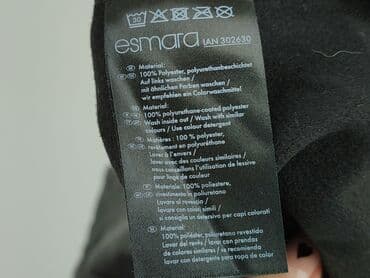 30
esmara IAN 302630
Material:
100% Polyester, polyurethanbeschichtet
Auf links waschen /
mit ähnlichen Farben waschen /
wir empfehlen ein Colorwaschmittel
Material:
100% polyurethane-coated polyester
Wash inside out / Wash with similar
colours / Use colour detergent
Matières : 100 % polyester,
revêtement en polyuréthane
Laver à l'envers /
laver avec des couleurs similaires /
nous conseillons l'utilisation de lessive
pour linge de couleur
Materiale: 100% poliestere,
rivestimento in poliuretano
Lavare al rovescio /
lavare con colori simili /
si consiglia un detersivo per capi colorati
Material:
100% poliéster, poliuretano revestido
Lavar del revés / lavar con prendas
de colores similares / se recomienda
lavar con detergente para ropa de color